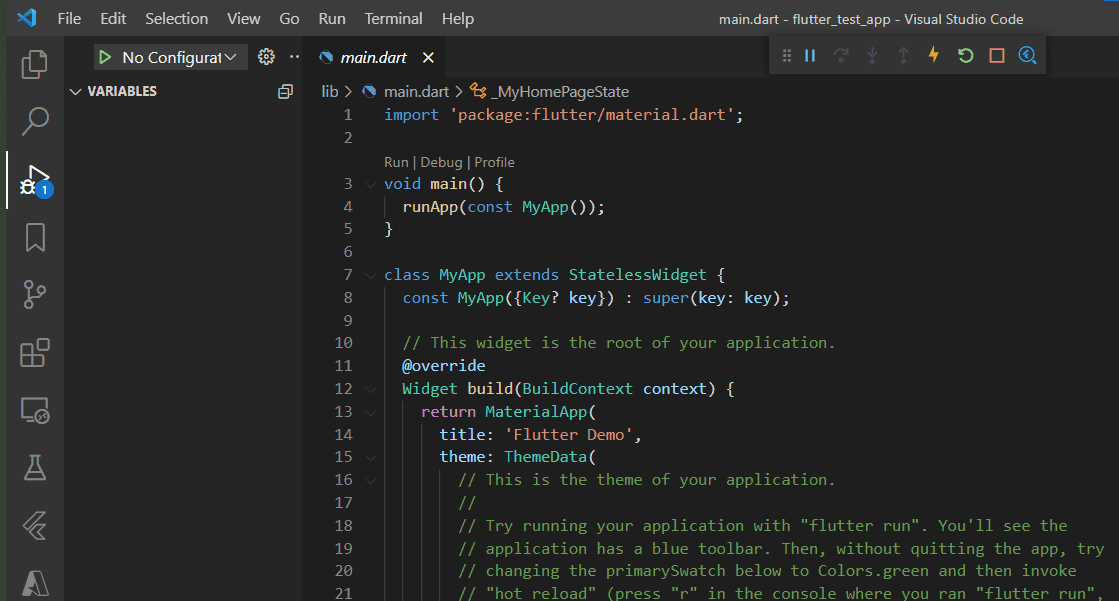 File Edit Selection View Go Run Terminal Help main.dart - flutter_test_app - Visual Studio Code
No Configurat
main.dart
VARIABLES
1
lib > main.dart > _MyHomePageState
1 import 'package:flutter/material.dart';
2
Run | Debug | Profile
3 void main() {
4 runApp(const MyApp());
5 }
6
7 class MyApp extends StatelessWidget {
8 const MyApp({Key? key}) : super(key: key);
9
10 // This widget is the root of your application.
11 @override
12 Widget build(BuildContext context) {
13 return MaterialApp(
14 title: 'Flutter Demo',
15 theme: ThemeData(
16 // This is the theme of your application.
17 //
18 // Try running your application with "flutter run". You'll see the
19 // application has a blue toolbar. Then, without quitting the app, try
20 // changing the primarySwatch below to Colors.green and then invoke
21 // "hot reload" (press "r" in the console where you ran "flutter run",